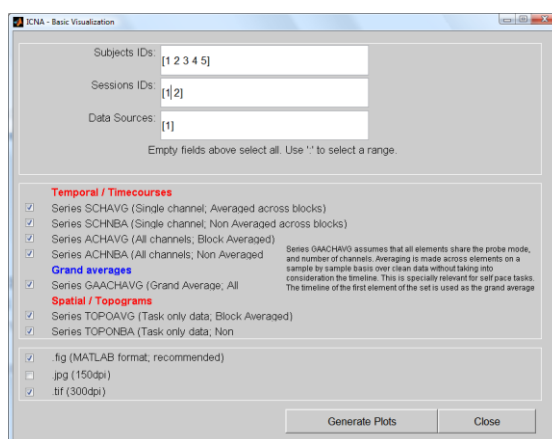 ICNA - Basic Visualization
Subjects IDs:
[1 2 3 4 5]
Sessions IDs:
[1 2]
Data Sources:
[1]
Empty fields above select all. Use ':' to select a range.
Temporal / Timecourses
Series SCHAVG (Single channel; Averaged across blocks)
Series SCHNBA (Single channel; Non Averaged across blocks)
Series ACHAVG (All channels; Block Averaged)
Series ACHNBA (All channels; Non Averaged
Grand averages
Series GAACHAVG (Grand Average; All
Series GAACHAVG assumes that all elements share the probe mode,
and number of channels. Averaging is made across elements on a
sample by sample basis over clean data without taking into
consideration the timeline. This is specially relevant for self pace tasks.
The timeline of the first element of the set is used as the grand average
Spatial / Topograms
Series TOPOAVG (Task only data; Block Averaged)
Series TOPONBA (Task only data; Non
.fig (MATLAB format; recommended)
.jpg (150dpi)
.tif (300dpi)
Generate Plots
Close